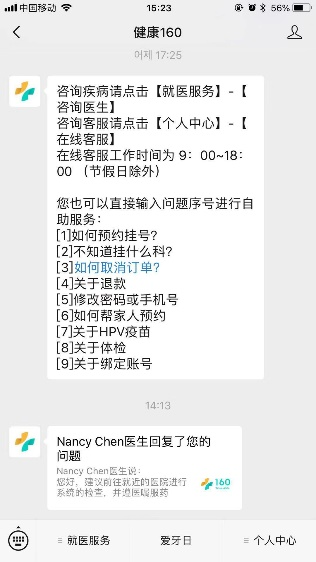 中国移动
15:23
56%
健康160
어제 17:25
咨询疾病请点击【就医服务】-【
咨询医生】
咨询客服请点击【个人中心】-【
在线客服】
在线客服工作时间为 9：00~18：
00 （节假日除外）
您也可以直接输入问题序号进行自
助服务：
[1]如何预约挂号?
[2]不知道挂什么科?
[3]如何取消订单?
[4]关于退款
[5]修改密码或手机号
[6]如何帮家人预约
[7]关于HPV疫苗
[8]关于体检
[9]关于绑定账号
14:13
Nancy Chen医生回复了您的
问题
Nancy Chen医生说：
您好，建议前往就近的医院进行
系统的检查，并遵医嘱服药
160
就医服务
爱牙日
个人中心